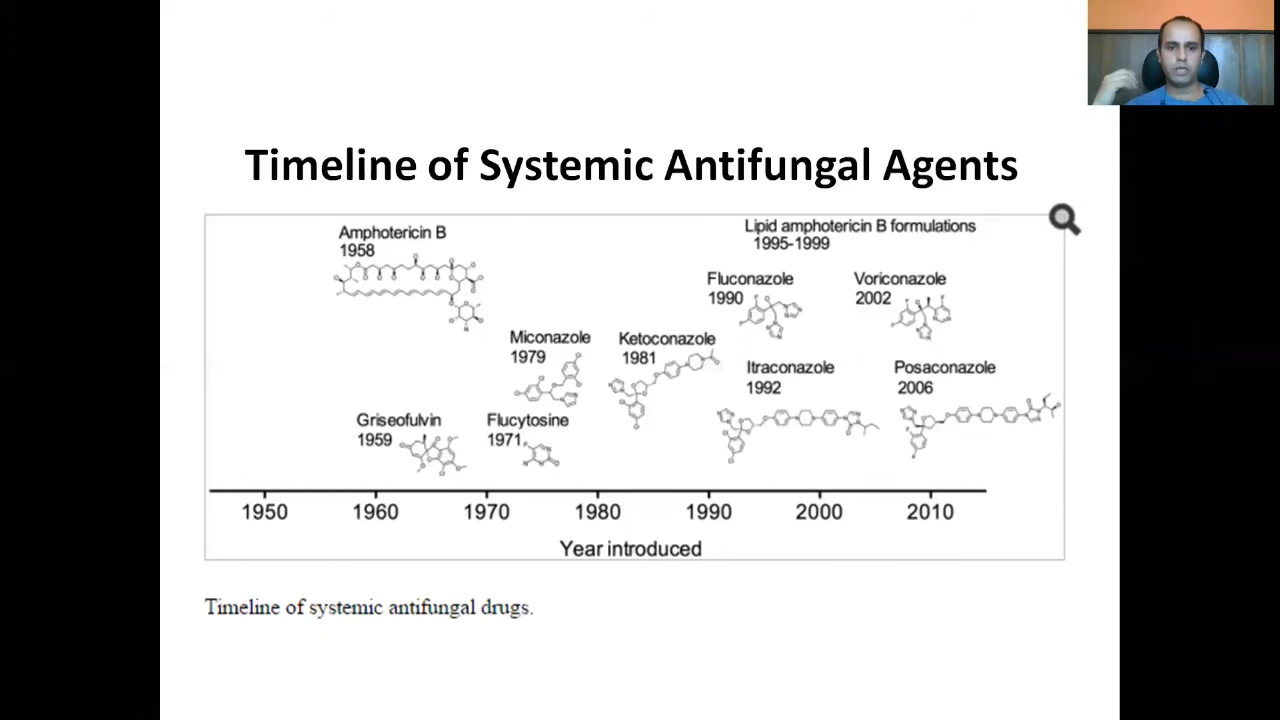 Timeline of Systemic Antifungal Agents
Amphotericin B
1958
Lipid amphotericin B formulations
1995-1999
Fluconazole
1990
Voriconazole
2002
Miconazole
1979
Ketoconazole
1981
Itraconazole
1992
Posaconazole
2006
Griseofulvin
1959
Flucytosine
1971
1950 1960 1970 1980 1990 2000 2010
Year introduced
Timeline of systemic antifungal drugs.